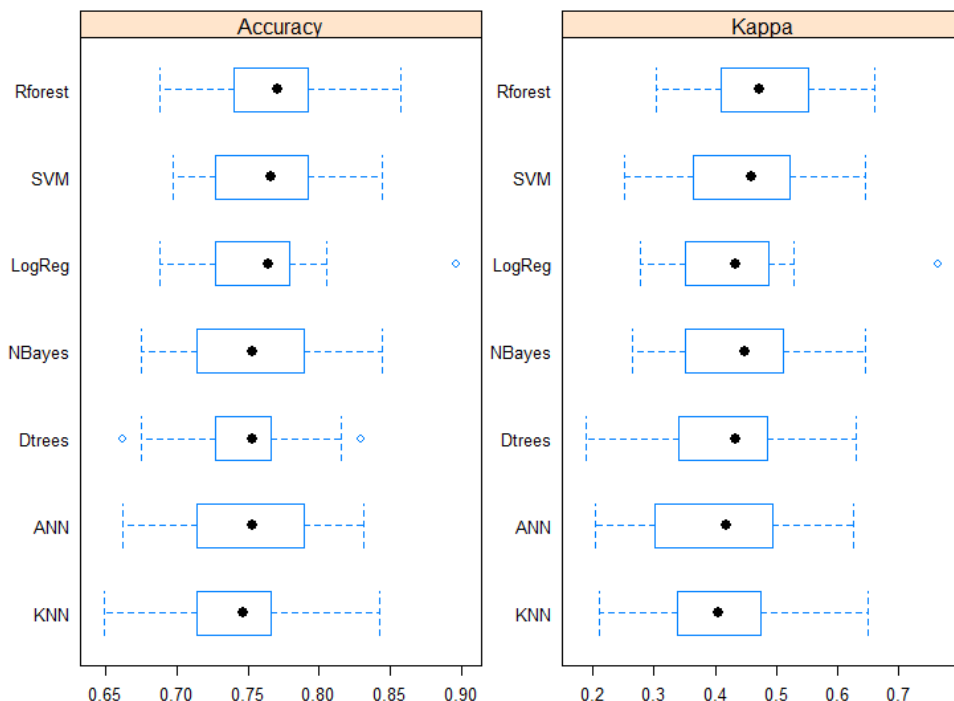 Accuracy
Rforest
SVM
LogReg
NBayes
Dtrees
ANN
KNN
0.65 0.70 0.75 0.80 0.85 0.90
Kappa
Rforest
SVM
LogReg
NBayes
Dtrees
ANN
KNN
0.2 0.3 0.4 0.5 0.6 0.7